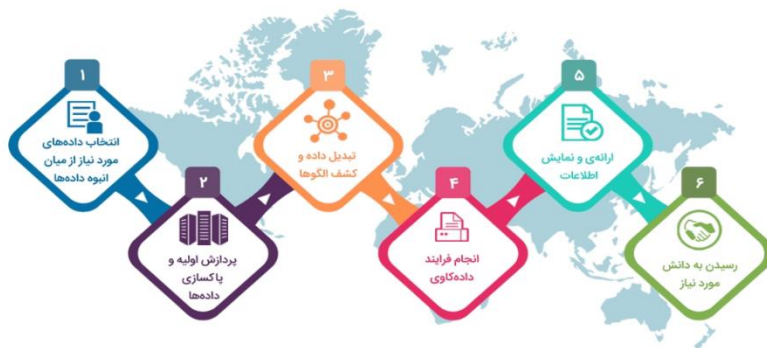 ۱
انتخاب داده‌های
مورد نیاز از میان
انبوه داده‌ها
۲
پردازش اولیه و
پاکسازی
داده‌ها
۳
تبدیل داده و
کشف الگوها
۴
انجام فرایند
داده‌کاوی
۵
ارائه‌ی و نمایش
اطلاعات
۶
رسیدن به دانش
مورد نیاز